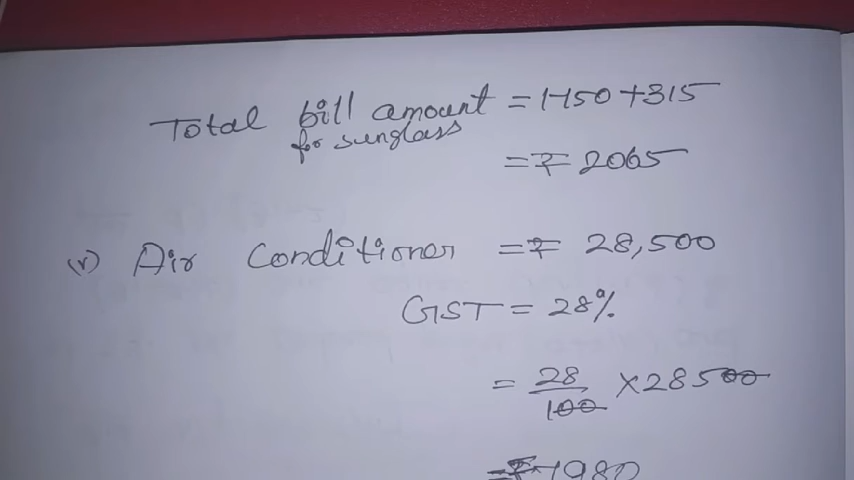 Total bill amount = 1750 + 315
for sunglass
= ₹ 2065
(v) Air Conditioner = ₹ 28,500
GST = 28%
= 28/100 × 28500
= ₹ 7980